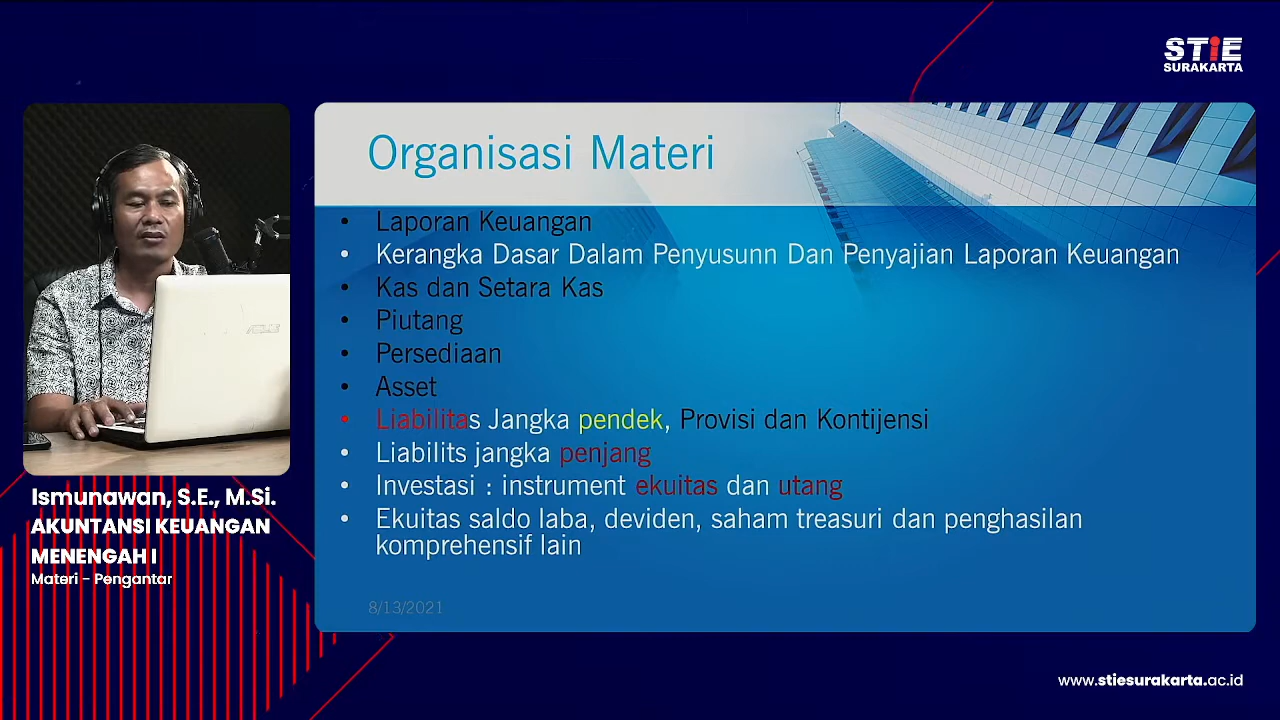 STiE
SURAKARTA
Organisasi Materi
• Laporan Keuangan
• Kerangka Dasar Dalam Penyusunn Dan Penyajian Laporan Keuangan
• Kas dan Setara Kas
• Piutang
• Persediaan
• Asset
• Liabilitas Jangka pendek, Provisi dan Kontijensi
• Liabilits jangka penjang
• Investasi : instrument ekuitas dan utang
• Ekuitas saldo laba, deviden, saham treasuri dan penghasilan
komprehensif lain
8/13/2021
ASUS
Ismunawan, S.E., M.Si.
AKUNTANSI KEUANGAN
MENENGAH I
Materi - Pengantar
www.stiesurakarta.ac.id